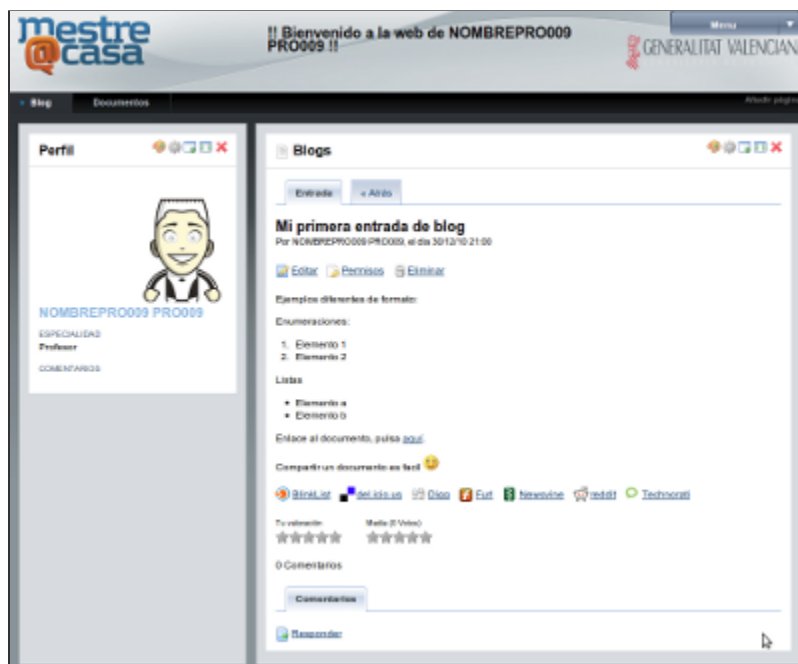 mestre
@casa
!! Bienvenido a la web de NOMBREPRO009
PRO009 !!
Menu
GENERALITAT VALENCIAN
Blog
Documentos
Añadir página
Perfil
NOMBREPRO009 PRO009
ESPECIALIDAD
Profesor
COMENTARIOS
Blogs
Entrada
« Atrás
Mi primera entrada de blog
Por NOMBREPRO009 PRO009, el día 30/12/10 21:00
Editar Permisos Eliminar
Ejemplos diferentes de formato:
Enumeraciones:
1. Elemento 1
2. Elemento 2
Listas
• Elemento a
• Elemento b
Enlace al documento, pulsa aquí.
Compartir un documento es facil
BlinkList del.icio.us Digg Furl Newsvine reddit Technorati
Tu valoración Media (0 Votos)
0 Comentarios
Comentarios
Responder